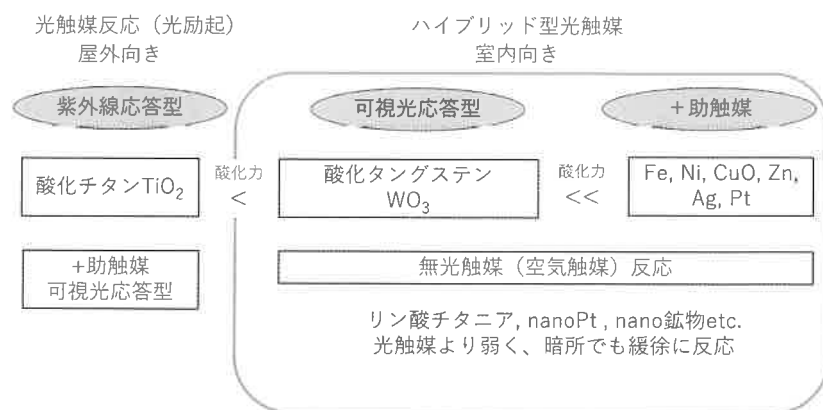 光触媒反応（光励起）
屋外向き
ハイブリッド型光触媒
室内向き
紫外線応答型
可視光応答型
＋助触媒
酸化チタンTiO₂
酸化力
<
酸化タングステン
WO₃
酸化力
<<
Fe, Ni, CuO, Zn,
Ag, Pt
+助触媒
可視光応答型
無光触媒（空気触媒）反応
リン酸チタニア, nanoPt , nano鉱物etc.
光触媒より弱く、暗所でも緩徐に反応